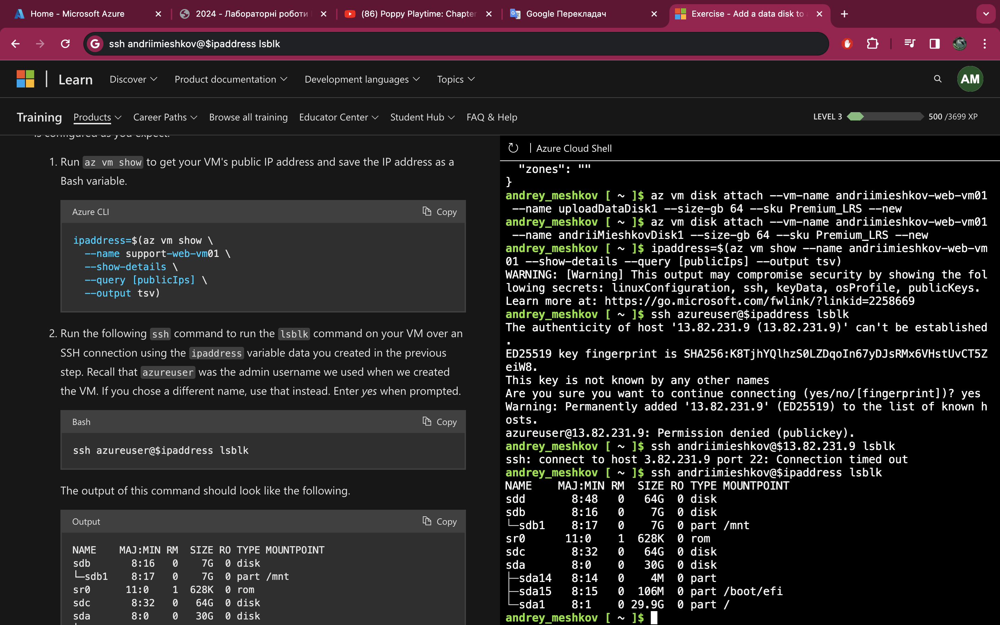 Home - Microsoft Azure
2024 - Лабораторні роботи
(86) Poppy Playtime: Chapter
Google Перекладач
Exercise - Add a data disk to
ssh andriimieshkov@$ipaddress lsblk
Learn
Discover
Product documentation
Development languages
Topics
AM
Training
Products
Career Paths
Browse all training
Educator Center
Student Hub
FAQ & Help
LEVEL 3
500 /3699 XP
is configured as you expect.
1. Run az vm show to get your VM's public IP address and save the IP address as a
Bash variable.
Azure CLI
Copy
ipaddress=$(az vm show \
--name support-web-vm01 \
--show-details \
--query [publicIps] \
--output tsv)
2. Run the following ssh command to run the lsblk command on your VM over an
SSH connection using the ipaddress variable data you created in the previous
step. Recall that azureuser was the admin username we used when we created
the VM. If you chose a different name, use that instead. Enter yes when prompted.
Bash
Copy
ssh azureuser@$ipaddress lsblk
The output of this command should look like the following.
Output
Copy
NAME    MAJ:MIN RM  SIZE RO TYPE MOUNTPOINT
sdb       8:16   0    7G  0 disk
└─sdb1    8:17   0    7G  0 part /mnt
sr0      11:0    1  628K  0 rom
sdc       8:32   0   64G  0 disk
sda       8:0    0   30G  0 disk
Azure Cloud Shell
"zones": ""
}
andrey_meshkov [ ~ ]$ az vm disk attach --vm-name andriimieshkov-web-vm01
--name uploadDataDisk1 --size-gb 64 --sku Premium_LRS --new
andrey_meshkov [ ~ ]$ az vm disk attach --vm-name andriimieshkov-web-vm01
--name andriiMieshkovDisk1 --size-gb 64 --sku Premium_LRS --new
andrey_meshkov [ ~ ]$ ipaddress=$(az vm show --name andriimieshkov-web-vm
01 --show-details --query [publicIps] --output tsv)
WARNING: [Warning] This output may compromise security by showing the fol
lowing secrets: linuxConfiguration, ssh, keyData, osProfile, publicKeys.
Learn more at: https://go.microsoft.com/fwlink/?linkid=2258669
andrey_meshkov [ ~ ]$ ssh azureuser@$ipaddress lsblk
The authenticity of host '13.82.231.9 (13.82.231.9)' can't be established
.
ED25519 key fingerprint is SHA256:K8TjhYQlhzS0LZDqoIn67yDJsRMx6VHstUvCT5Z
eiW8.
This key is not known by any other names
Are you sure you want to continue connecting (yes/no/[fingerprint])? yes
Warning: Permanently added '13.82.231.9' (ED25519) to the list of known h
osts.
azureuser@13.82.231.9: Permission denied (publickey).
andrey_meshkov [ ~ ]$ ssh andriimieshkov@$13.82.231.9 lsblk
ssh: connect to host 3.82.231.9 port 22: Connection timed out
andrey_meshkov [ ~ ]$ ssh andriimieshkov@$ipaddress lsblk
NAME    MAJ:MIN RM  SIZE RO TYPE MOUNTPOINT
sdd       8:48   0   64G  0 disk
sdb       8:16   0    7G  0 disk
└─sdb1    8:17   0    7G  0 part /mnt
sr0      11:0    1  628K  0 rom
sdc       8:32   0   64G  0 disk
sda       8:0    0   30G  0 disk
├─sda14   8:14   0    4M  0 part
├─sda15   8:15   0  106M  0 part /boot/efi
└─sda1    8:1    0 29.9G  0 part /
andrey_meshkov [ ~ ]$